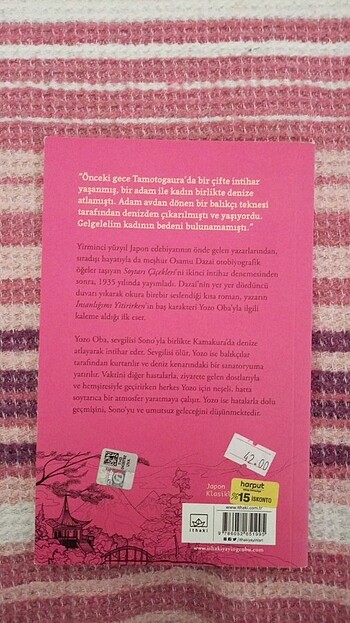 "Önceki gece Tamotogaura'da bir çifte intihar
yaşanmış, bir adam ile kadın birlikte denize
atlamıştı. Adam avdan dönen bir balıkçı teknesi
tarafından denizden çıkarılmıştı ve yaşıyordu.
Gelgelelim kadının bedeni bulunamamıştı."
Yirminci yüzyıl Japon edebiyatının önde gelen yazarlarından,
sıradışı hayatıyla da meşhur Osamu Dazai otobiyografik
öğeler taşıyan Soytarı Çiçekleri'ni ikinci intihar denemesinden
sonra, 1935 yılında yayımladı. Dazai'nin yer yer dördüncü
duvarı yıkarak okura birebir seslendiği kısa roman, yazarın
İnsanlığımı Yitirirken'in baş karakteri Yozo Oba'yla ilgili
kaleme aldığı ilk eser.
Yozo Oba, sevgilisi Sono'yla birlikte Kamakura'da denize
atlayarak intihar eder. Sevgilisi ölür, Yozo ise balıkçılar
tarafından kurtarılır ve deniz kenarındaki bir sanatoryuma
yatırılır. Vaktini diğer hastalarla, ziyarete gelen dostlarıyla
ve hemşiresiyle geçirirken herkes Yozo için neşeli, hatta
soytarıca bir atmosfer yaratmaya çalışır. Yozo ise hatalarla dolu
geçmişini, Sono'yu ve umutsuz geleceğini düşünmektedir.
42.00
Japon
Klasikl
harput
%15 İSKONTO
ithaki
www.ithaki.com.tr
/ithakiyayinlari
www.ilknkiyayingrubu.com